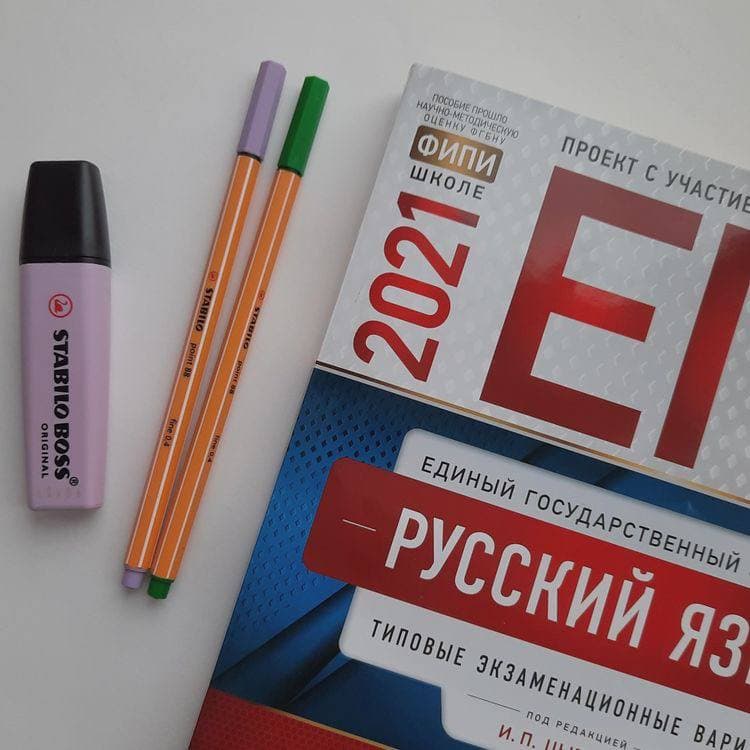 STABILO BOSS®
ORIGINAL
STABILO
point 88
fine 0.4
STABILO
point 88
fine 0.4
ПОСОБИЕ ПРОШЛО
НАУЧНО-МЕТОДИЧЕСКУЮ
ОЦЕНКУ ФГБНУ
ФИПИ
ШКОЛЕ
2021
ПРОЕКТ С УЧАСТИЕ
ЕГ
ЕДИНЫЙ ГОСУДАРСТВЕННЫЙ
РУССКИЙ ЯЗ
ТИПОВЫЕ ЭКЗАМЕНАЦИОННЫЕ ВАРИ
ПОД РЕДАКЦИЕЙ
И. П.